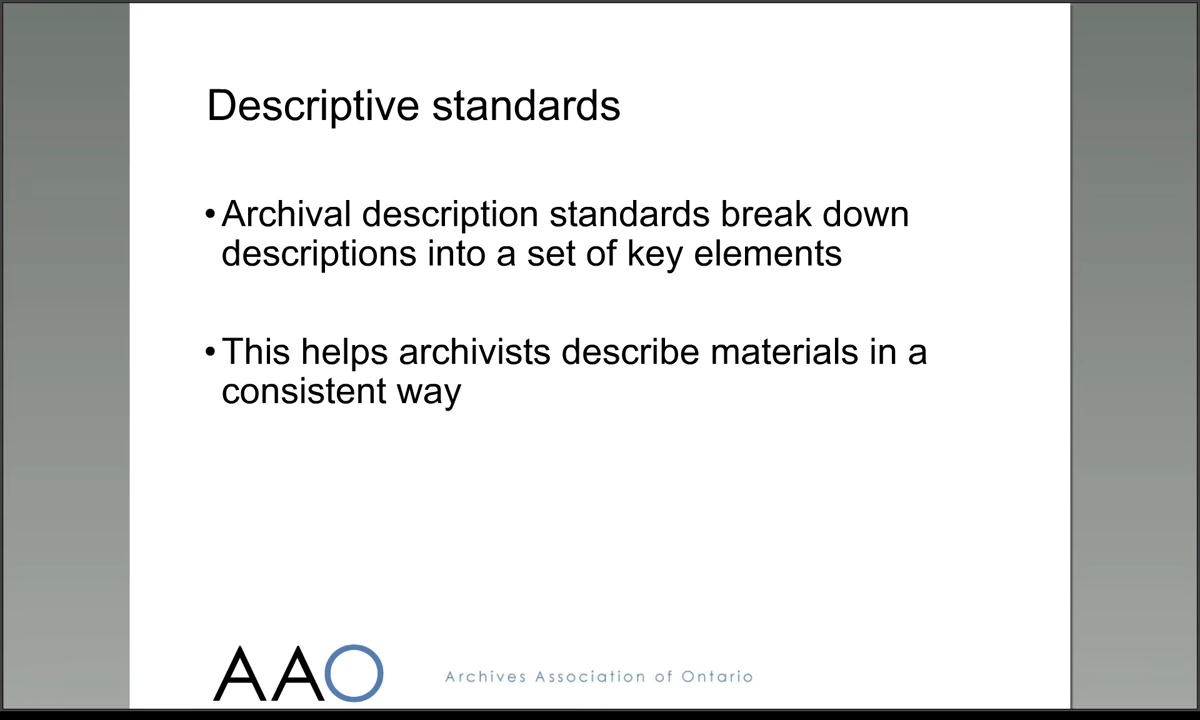 Descriptive standards
•Archival description standards break down
descriptions into a set of key elements
•This helps archivists describe materials in a
consistent way
AAO
Archives Association of Ontario